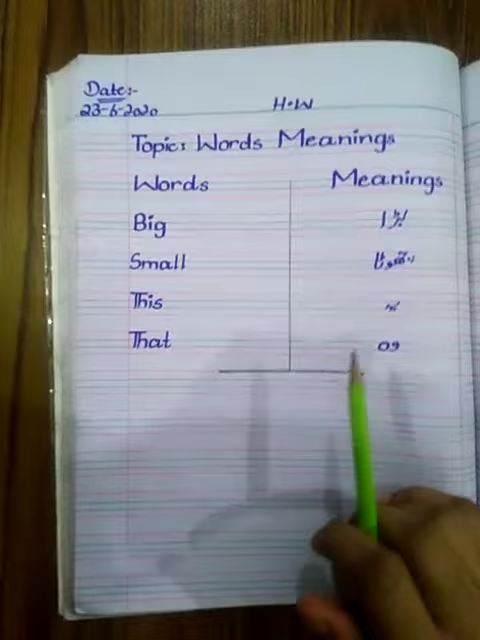 Date:-
23-6-2020
H.W
Topic: Words Meanings
Words Meanings
Big بڑا
Small چھوٹا
This یہ
That وہ